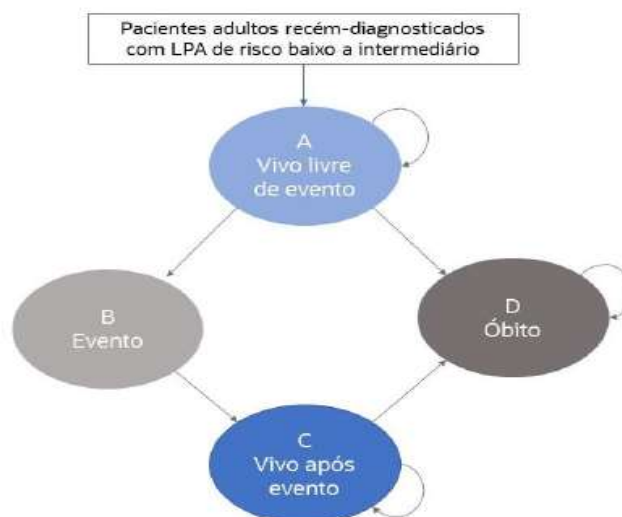 Pacientes adultos recém-diagnosticados
com LPA de risco baixo a intermediário
A
Vivo livre
de evento
B
Evento
D
Óbito
C
Vivo após
evento